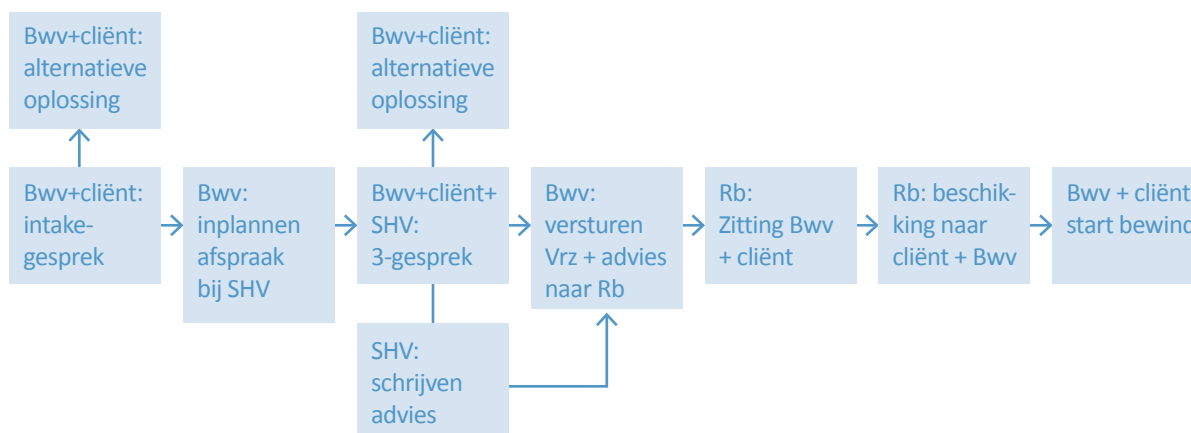 Bwv+cliënt:
alternatieve
oplossing
Bwv+cliënt:
alternatieve
oplossing
Bwv+cliënt:
intake-
gesprek
Bwv:
inplannen
afspraak
bij SHV
Bwv+cliënt+
SHV:
3-gesprek
Bwv:
versturen
Vrz + advies
naar Rb
Rb:
Zitting Bwv
+ cliënt
Rb: beschik-
king naar
cliënt + Bwv
Bwv + cliënt
start bewind
SHV:
schrijven
advies